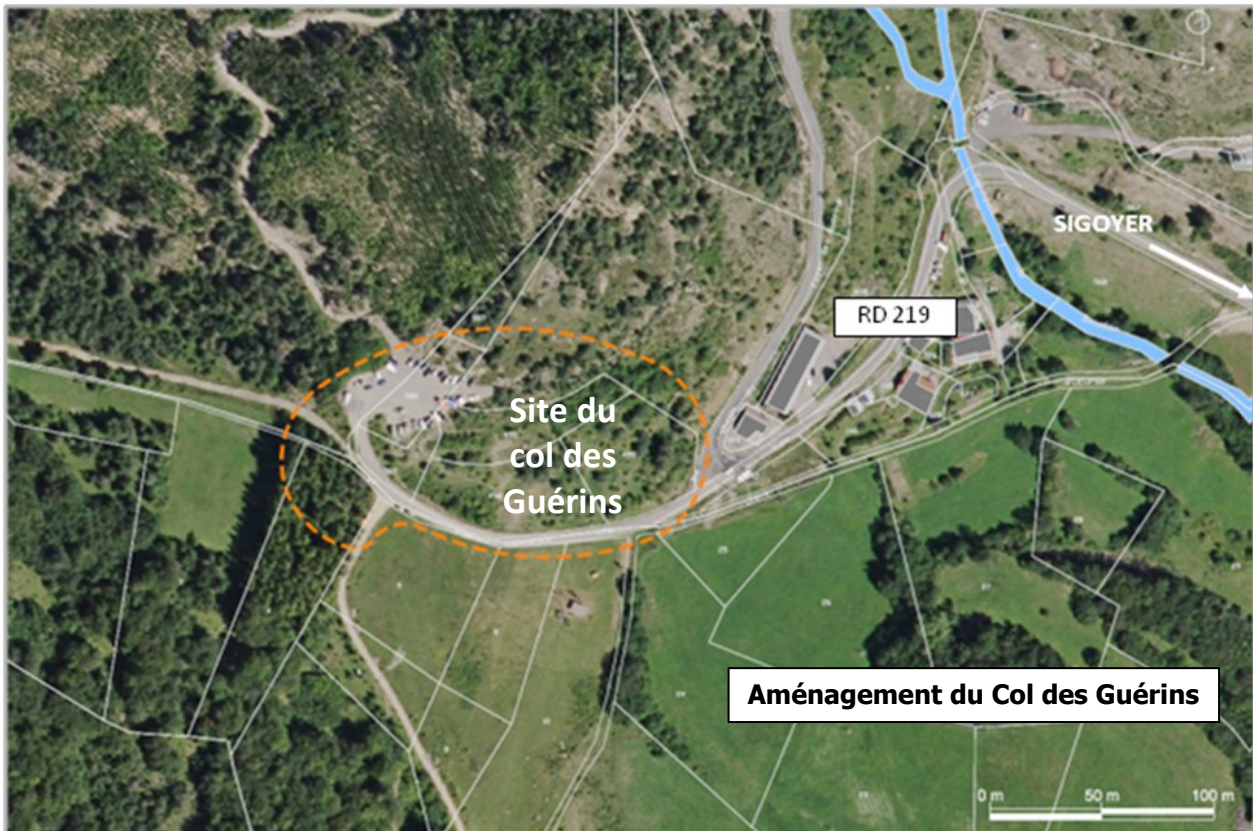 SIGOYER
RD 219
Site du
col des
Guérins
Aménagement du Col des Guérins
0 m 50 m 100 m